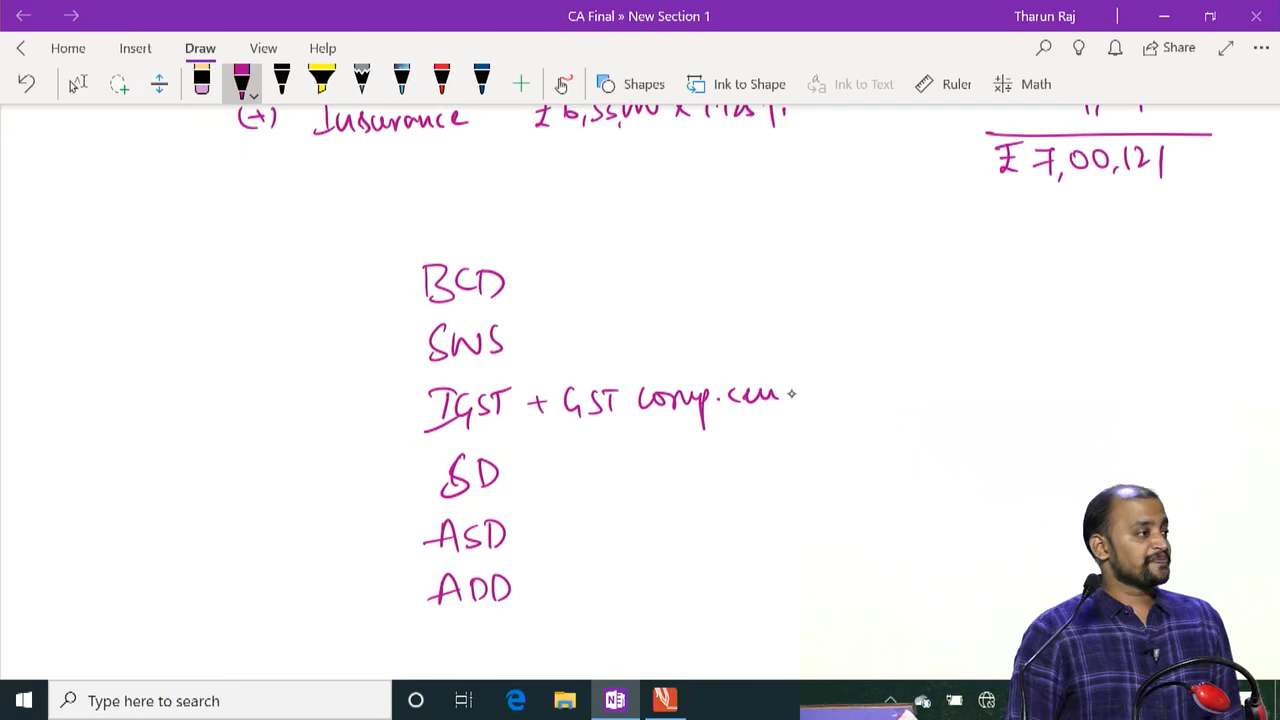 CA Final » New Section 1
Tharun Raj
Home Insert Draw View Help
Share
Shapes Ink to Shape Ink to Text Ruler Math
(+) Insurance
₹ 7,00,121
BCD
SWS
IGST + GST comp. cess
SD
ASD
ADD
Type here to search